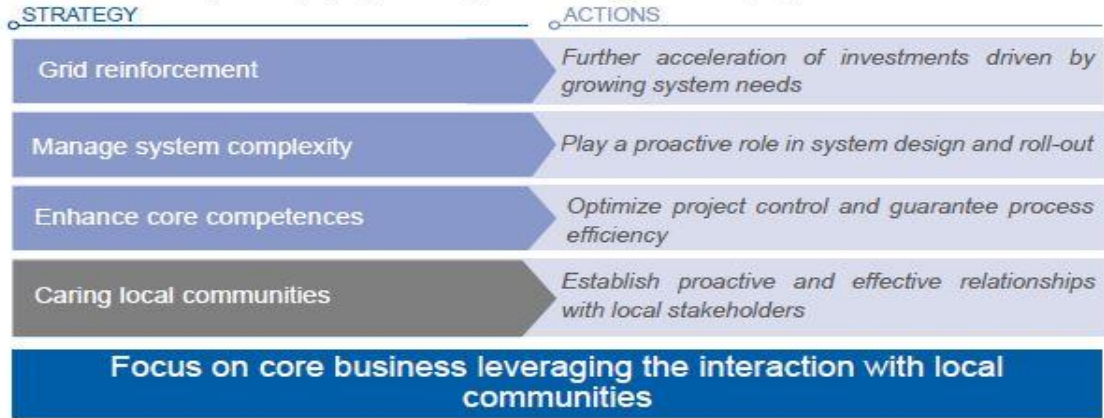 STRATEGY
ACTIONS
Grid reinforcement
Further acceleration of investments driven by
growing system needs
Manage system complexity
Play a proactive role in system design and roll-out
Enhance core competences
Optimize project control and guarantee process
efficiency
Caring local communities
Establish proactive and effective relationships
with local stakeholders
Focus on core business leveraging the interaction with local
communities